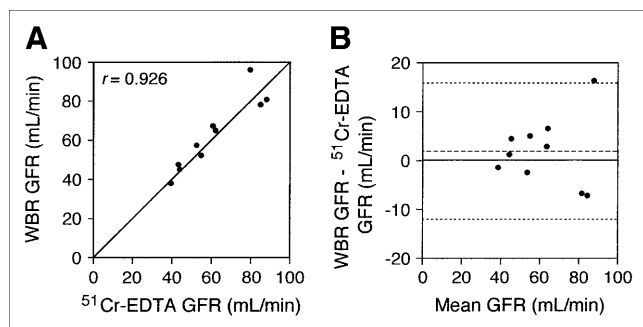 A
WBR GFR (mL/min)
100
80
60
40
20
0
r = 0.926
0 20 40 60 80 100
51Cr-EDTA GFR (mL/min)
B
WBR GFR - 51Cr-EDTA
GFR (mL/min)
20
10
0
-10
-20
0 20 40 60 80 100
Mean GFR (mL/min)